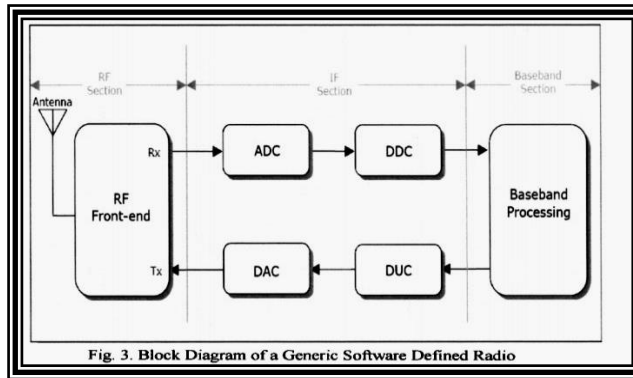 RF
Section
IF
Section
Baseband
Section
Antenna
Rx
ADC
DDC
RF
Front-end
Baseband
Processing
Tx
DAC
DUC
Fig. 3. Block Diagram of a Generic Software Defined Radio